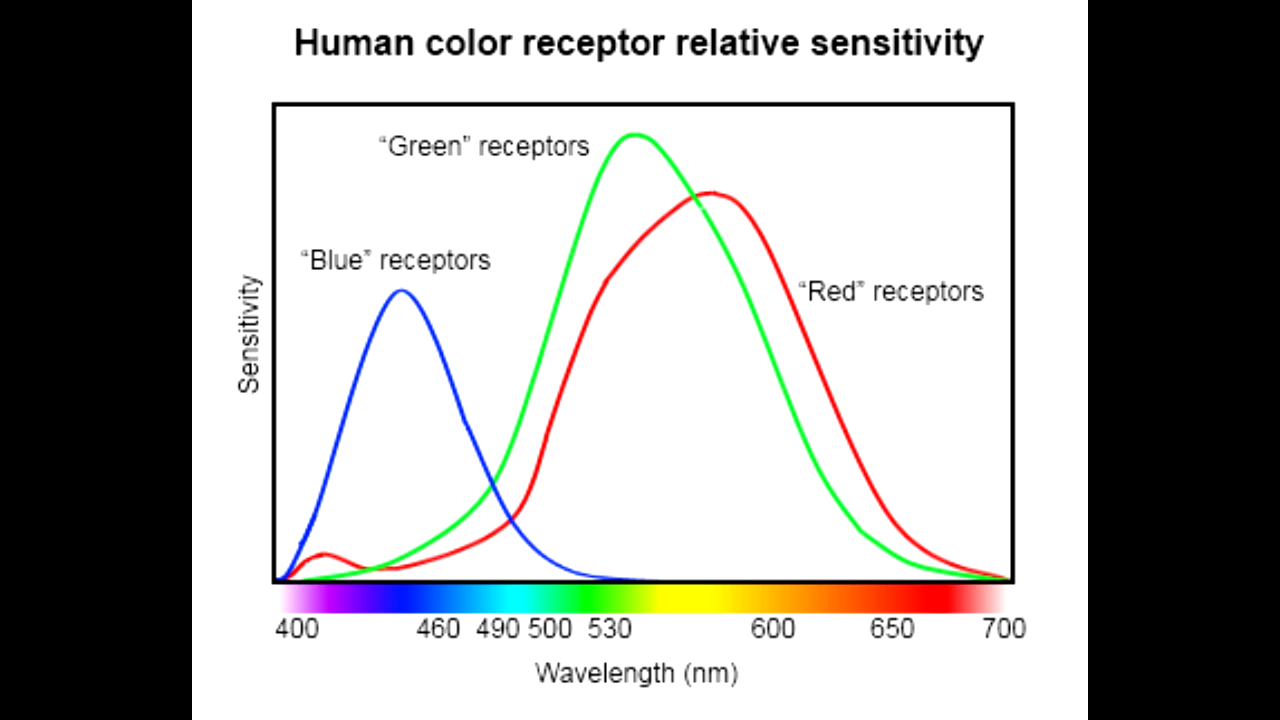 Human color receptor relative sensitivity
“Green” receptors
“Blue” receptors
“Red” receptors
Sensitivity
400 460 490 500 530 600 650 700
Wavelength (nm)